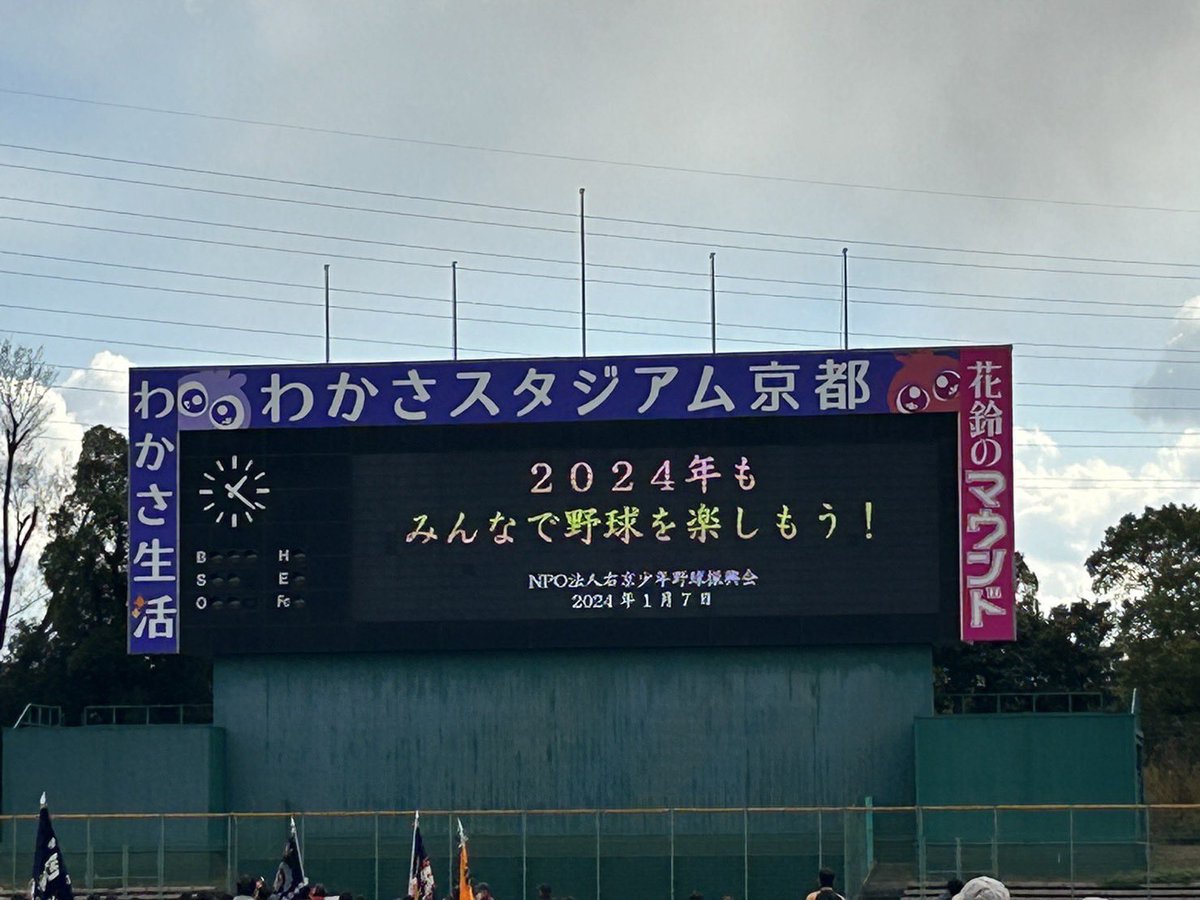 わかさスタジアム京都
わかさ生活
花鈴のマウンド
2024年も
みんなで野球を楽しもう！
NPO法人右京少年野球振興会
2024年1月7日
B
S
O
H
E
Fc